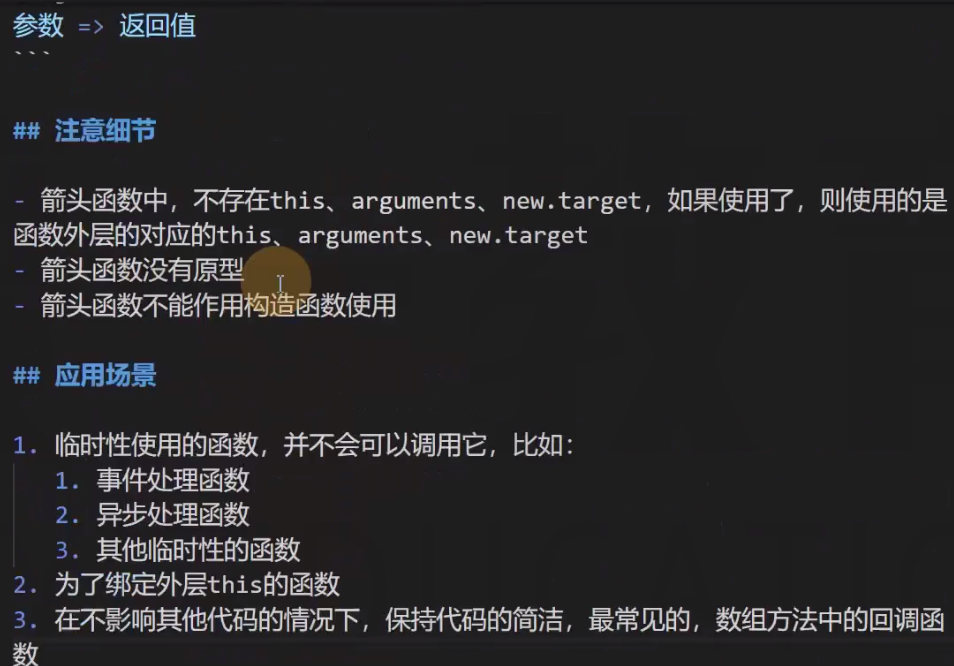 参数 => 返回值
```
## 注意细节
- 箭头函数中，不存在this、arguments、new.target，如果使用了，则使用的是
函数外层的对应的this、arguments、new.target
- 箭头函数没有原型
- 箭头函数不能作用构造函数使用
## 应用场景
1. 临时性使用的函数，并不会可以调用它，比如：
1. 事件处理函数
2. 异步处理函数
3. 其他临时性的函数
2. 为了绑定外层this的函数
3. 在不影响其他代码的情况下，保持代码的简洁，最常见的，数组方法中的回调函
数